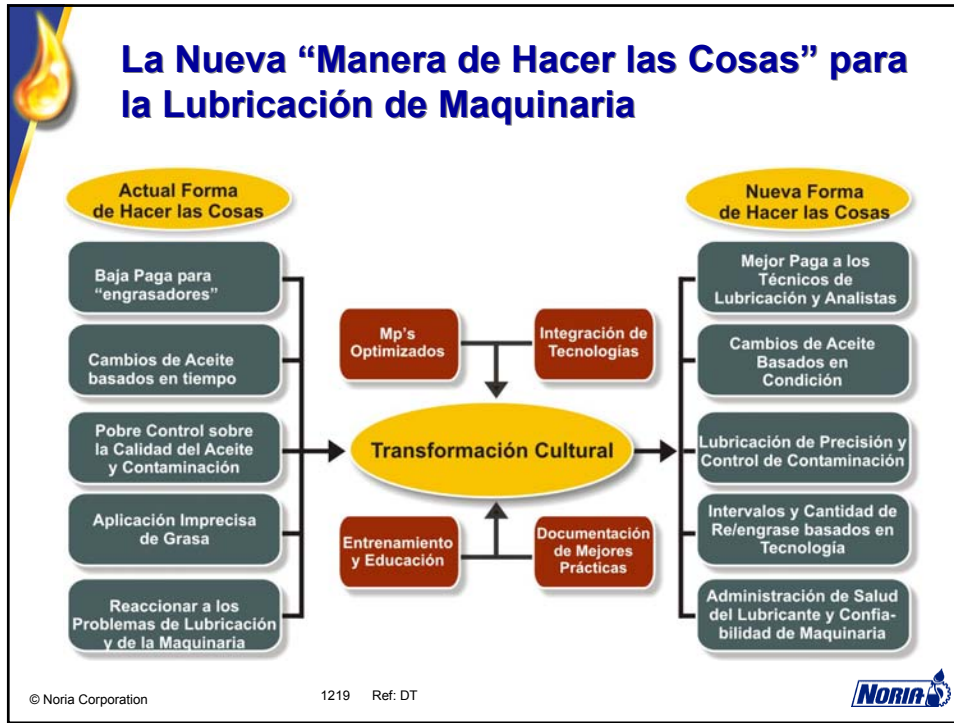 La Nueva “Manera de Hacer las Cosas” para
la Lubricación de Maquinaria
Actual Forma
de Hacer las Cosas
Baja Paga para
“engrasadores”
Cambios de Aceite
basados en tiempo
Pobre Control sobre
la Calidad del Aceite
y Contaminación
Aplicación Imprecisa
de Grasa
Reaccionar a los
Problemas de Lubricación
y de la Maquinaria
Mp's
Optimizados
Integración de
Tecnologías
Transformación Cultural
Entrenamiento
y Educación
Documentación
de Mejores
Prácticas
Nueva Forma
de Hacer las Cosas
Mejor Paga a los
Técnicos de
Lubricación y Analistas
Cambios de Aceite
Basados en
Condición
Lubricación de Precisión y
Control de Contaminación
Intervalos y Cantidad de
Re/engrase basados en
Tecnología
Administración de Salud
del Lubricante y Confia-
bilidad de Maquinaria
© Noria Corporation
1219 Ref: DT
NORIA